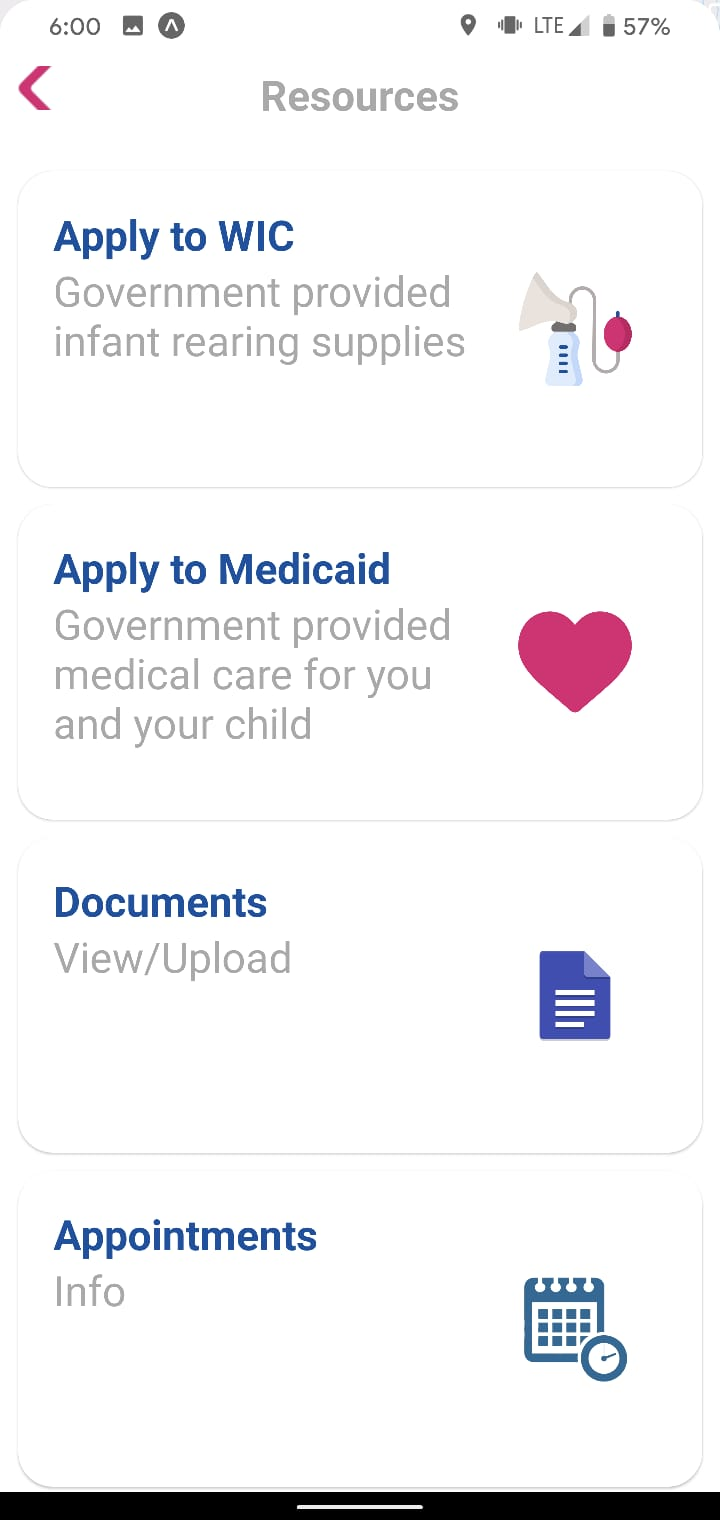 6:00 LTE 57%
Resources
Apply to WIC
Government provided
infant rearing supplies
Apply to Medicaid
Government provided
medical care for you
and your child
Documents
View/Upload
Appointments
Info